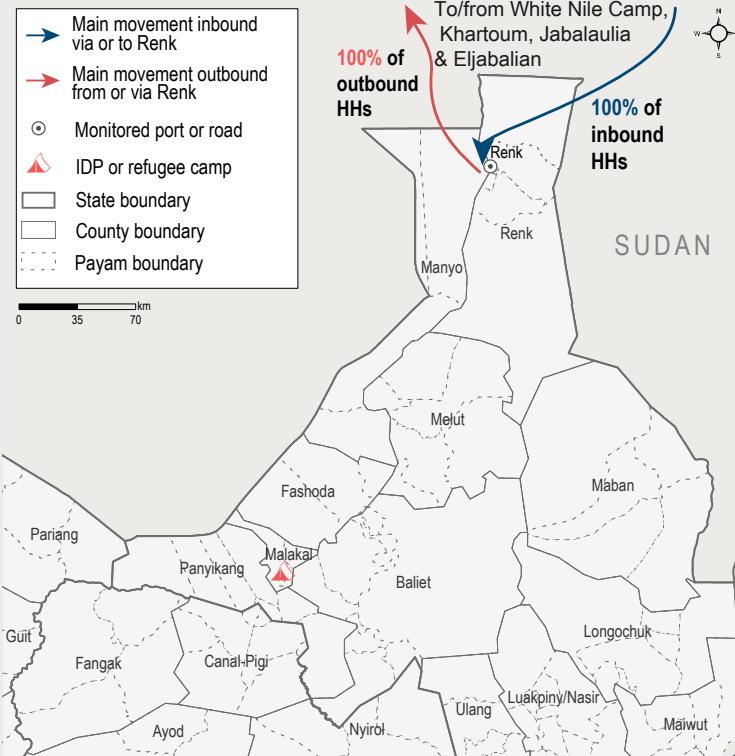 Main movement inbound
via or to Renk
Main movement outbound
from or via Renk
Monitored port or road
IDP or refugee camp
State boundary
County boundary
Payam boundary
km
0 35 70
To/from White Nile Camp,
Khartoum, Jabalaulia
& Eljabalian
100% of
outbound
HHs
100% of
inbound
HHs
N
W E
S
SUDAN
Renk
Renk
Manyo
Melut
Maban
Fashoda
Pariang
Malakal
Panyikang
Baliet
Guit
Fangak
Canal-Pigi
Longochuk
Luakpiny/Nasir
Ulang
Maiwut
Nyirol
Ayod